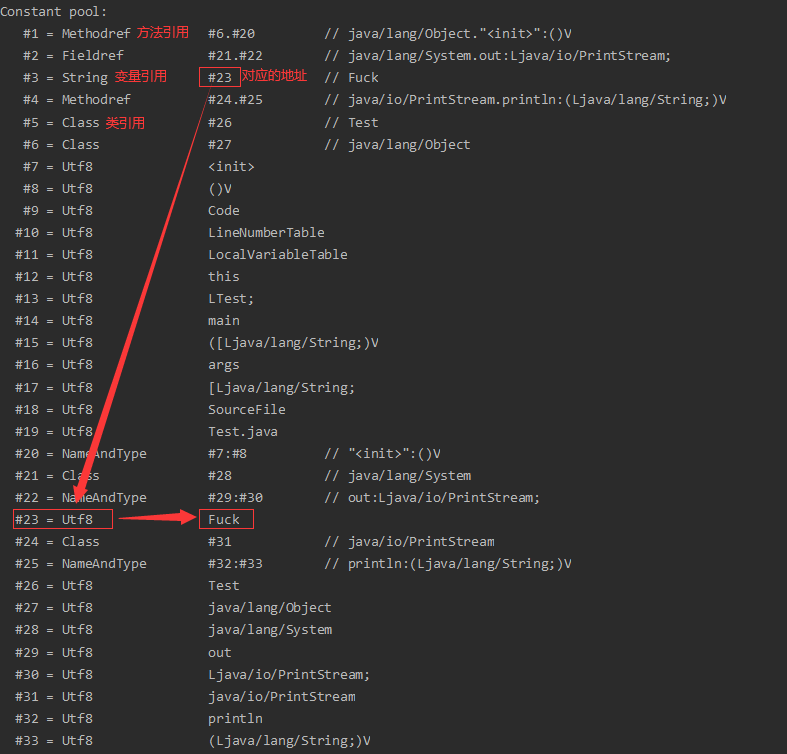 Constant pool:
#1 = Methodref 方法引用 #6.#20 // java/lang/Object."<init>":()V
#2 = Fieldref #21.#22 // java/lang/System.out:Ljava/io/PrintStream;
#3 = String 变量引用 #23 对应的地址 // Fuck
#4 = Methodref #24.#25 // java/io/PrintStream.println:(Ljava/lang/String;)V
#5 = Class 类引用 #26 // Test
#6 = Class #27 // java/lang/Object
#7 = Utf8 <init>
#8 = Utf8 ()V
#9 = Utf8 Code
#10 = Utf8 LineNumberTable
#11 = Utf8 LocalVariableTable
#12 = Utf8 this
#13 = Utf8 LTest;
#14 = Utf8 main
#15 = Utf8 ([Ljava/lang/String;)V
#16 = Utf8 args
#17 = Utf8 [Ljava/lang/String;
#18 = Utf8 SourceFile
#19 = Utf8 Test.java
#20 = NameAndType #7:#8 // "<init>":()V
#21 = Class #28 // java/lang/System
#22 = NameAndType #29:#30 // out:Ljava/io/PrintStream;
#23 = Utf8 Fuck
#24 = Class #31 // java/io/PrintStream
#25 = NameAndType #32:#33 // println:(Ljava/lang/String;)V
#26 = Utf8 Test
#27 = Utf8 java/lang/Object
#28 = Utf8 java/lang/System
#29 = Utf8 out
#30 = Utf8 Ljava/io/PrintStream;
#31 = Utf8 java/io/PrintStream
#32 = Utf8 println
#33 = Utf8 (Ljava/lang/String;)V